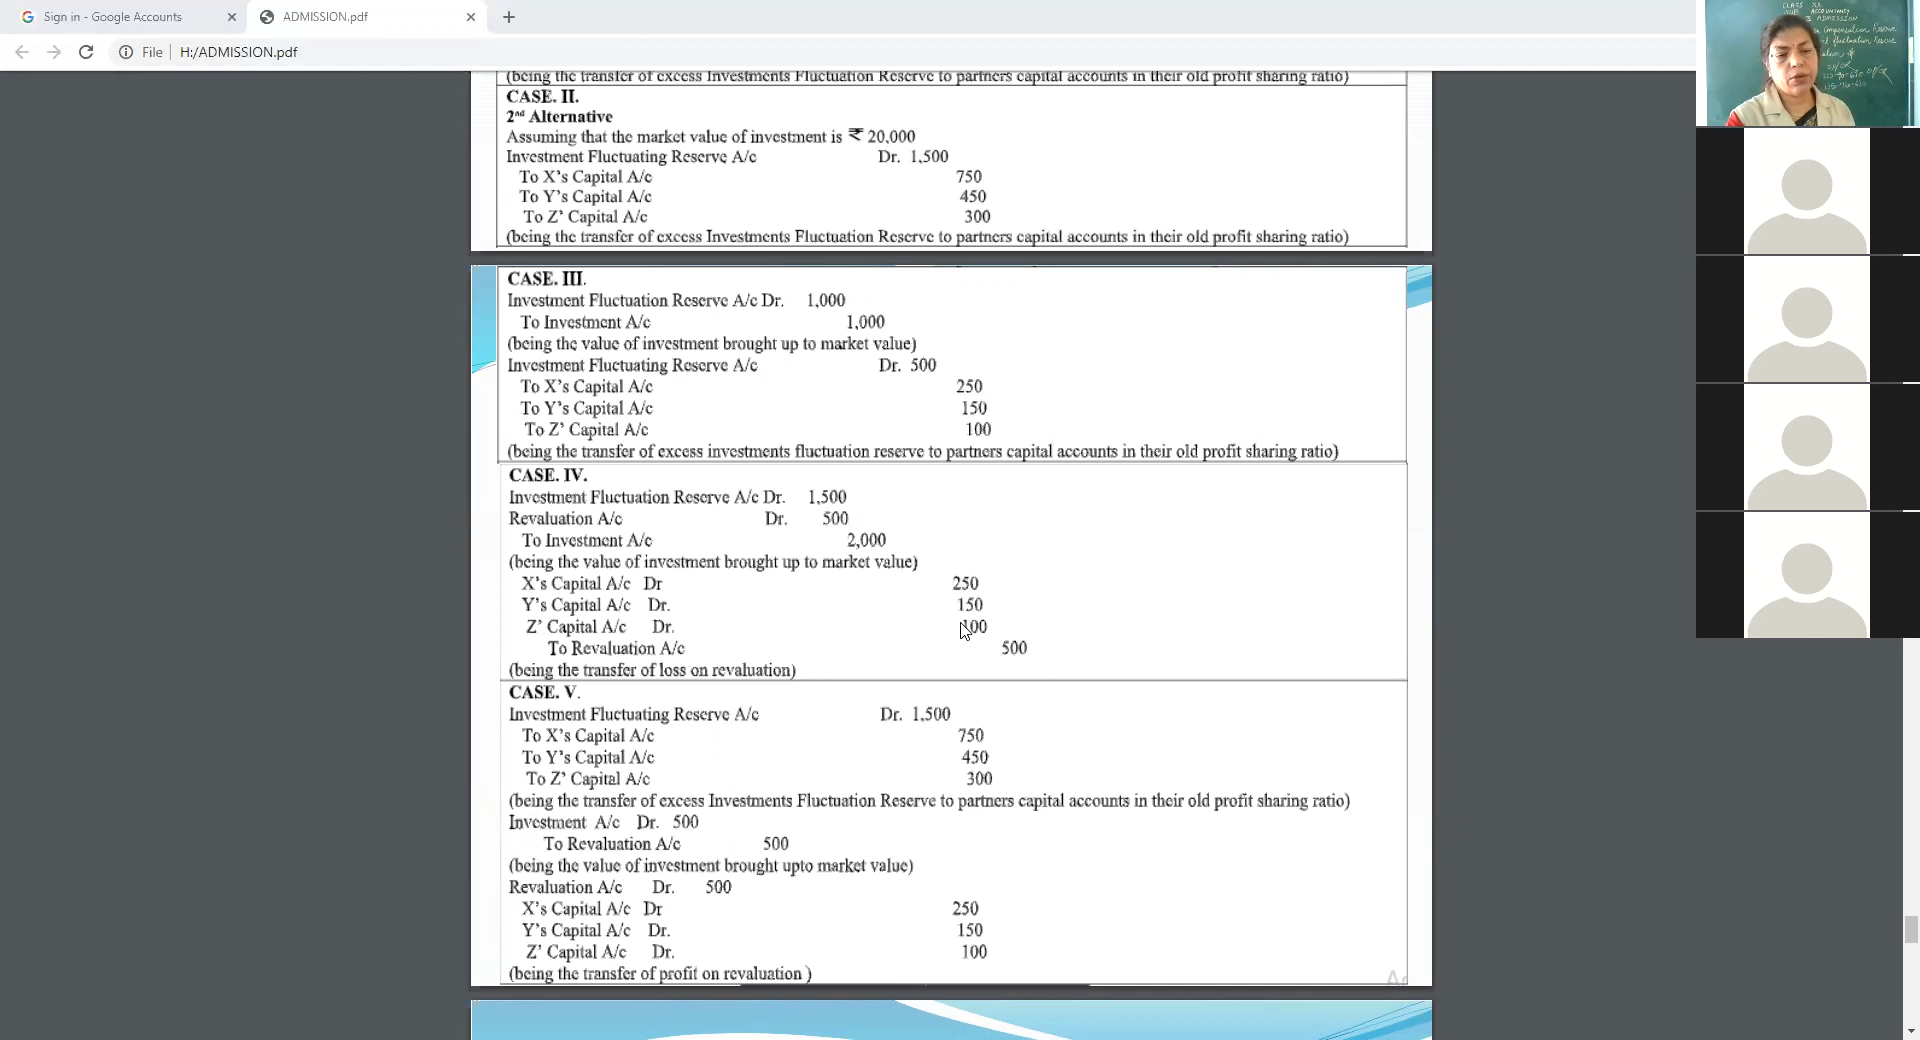 Sign in - Google Accounts
ADMISSION.pdf
File H:/ADMISSION.pdf
(being the transfer of excess Investments Fluctuation Reserve to partners capital accounts in their old profit sharing ratio)
CASE. II.
2nd Alternative
Assuming that the market value of investment is ₹ 20,000
Investment Fluctuating Reserve A/c Dr. 1,500
To X's Capital A/c 750
To Y's Capital A/c 450
To Z' Capital A/c 300
(being the transfer of excess Investments Fluctuation Reserve to partners capital accounts in their old profit sharing ratio)
CASE. III.
Investment Fluctuation Reserve A/c Dr. 1,000
To Investment A/c 1,000
(being the value of investment brought up to market value)
Investment Fluctuating Reserve A/c Dr. 500
To X's Capital A/c 250
To Y's Capital A/c 150
To Z' Capital A/c 100
(being the transfer of excess investments fluctuation reserve to partners capital accounts in their old profit sharing ratio)
CASE. IV.
Investment Fluctuation Reserve A/c Dr. 1,500
Revaluation A/c Dr. 500
To Investment A/c 2,000
(being the value of investment brought up to market value)
X's Capital A/c Dr 250
Y's Capital A/c Dr. 150
Z' Capital A/c Dr. 100
To Revaluation A/c 500
(being the transfer of loss on revaluation)
CASE. V.
Investment Fluctuating Reserve A/c Dr. 1,500
To X's Capital A/c 750
To Y's Capital A/c 450
To Z' Capital A/c 300
(being the transfer of excess Investments Fluctuation Reserve to partners capital accounts in their old profit sharing ratio)
Investment A/c Dr. 500
To Revaluation A/c 500
(being the value of investment brought upto market value)
Revaluation A/c Dr. 500
X's Capital A/c Dr 250
Y's Capital A/c Dr. 150
Z' Capital A/c Dr. 100
(being the transfer of profit on revaluation )
CLASS
ACCOUNTANCY
ADMISSION
Compensation Reserve
fluctuation Reserve